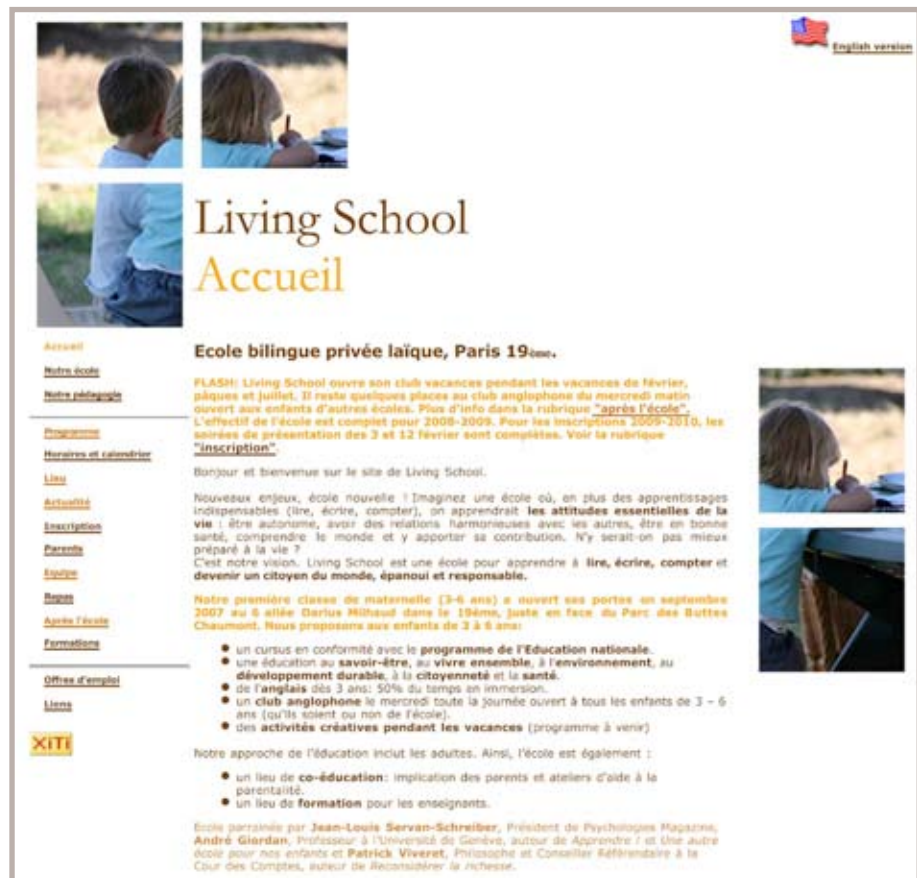 English version
Living School
Accueil
Accueil
Notre école
Notre pédagogie
Programme
Horaires et calendrier
Lieu
Actualité
Inscription
Parents
Equipe
Repas
Après l'école
Formations
Offres d'emploi
Liens
XiTi
Ecole bilingue privée laïque, Paris 19ème.
FLASH: Living School ouvre son club vacances pendant les vacances de février,
pâques et juillet. Il reste quelques places au club anglophone du mercredi matin
ouvert aux enfants d'autres écoles. Plus d'info dans la rubrique "après l'école".
L'effectif de l'école est complet pour 2008-2009. Pour les inscriptions 2009-2010, les
soirées de présentation des 3 et 12 février sont complètes. Voir la rubrique
"inscription".
Bonjour et bienvenue sur le site de Living School.
Nouveaux enjeux, école nouvelle ! Imaginez une école où, en plus des apprentissages
indispensables (lire, écrire, compter), on apprendrait les attitudes essentielles de la
vie : être autonome, avoir des relations harmonieuses avec les autres, être en bonne
santé, comprendre le monde et y apporter sa contribution. N'y serait-on pas mieux
préparé à la vie ?
C'est notre vision. Living School est une école pour apprendre à lire, écrire, compter et
devenir un citoyen du monde, épanoui et responsable.
Notre première classe de maternelle (3-6 ans) a ouvert ses portes en septembre
2007 au 6 allée Darius Milhaud dans le 19ème, juste en face du Parc des Buttes
Chaumont. Nous proposons aux enfants de 3 à 6 ans:
● un cursus en conformité avec le programme de l'Education nationale.
● une éducation au savoir-être, au vivre ensemble, à l'environnement, au
développement durable, à la citoyenneté et la santé.
● de l'anglais dès 3 ans: 50% du temps en immersion.
● un club anglophone le mercredi toute la journée ouvert à tous les enfants de 3 - 6
ans (qu'ils soient ou non de l'école).
● des activités créatives pendant les vacances (programme à venir)
Notre approche de l'éducation inclut les adultes. Ainsi, l'école est également :
● un lieu de co-éducation: implication des parents et ateliers d'aide à la
parentalité.
● un lieu de formation pour les enseignants.
Ecole parrainée par Jean-Louis Servan-Schreiber, Président de Psychologies Magazine,
André Giordan, Professeur à l'Université de Genève, auteur de Apprendre ! et Une autre
école pour nos enfants et Patrick Viveret, Philosophe et Conseiller Référendaire à la
Cour des Comptes, auteur de Reconsidérer la richesse.